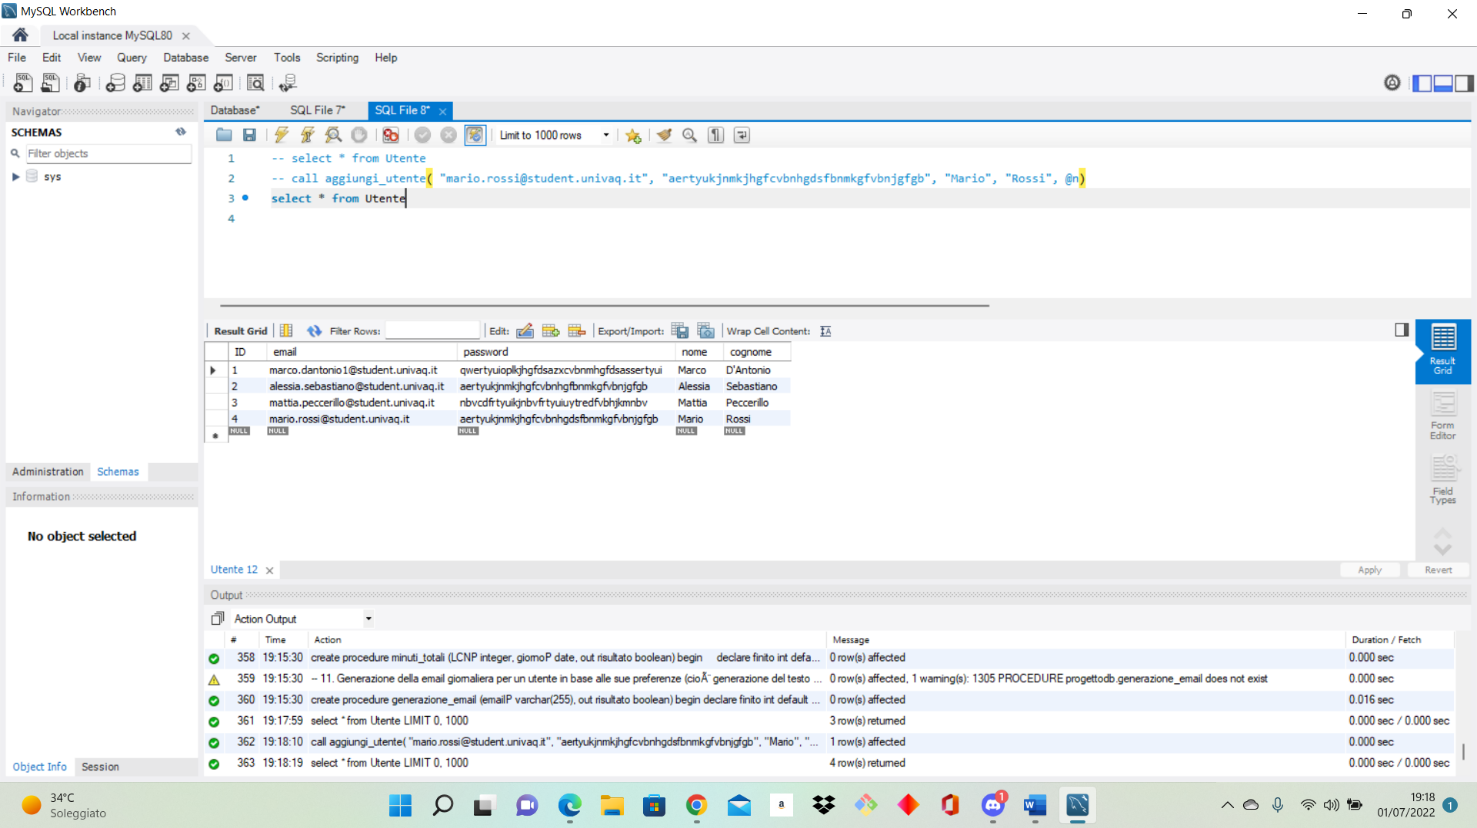 MySQL Workbench
Local instance MySQL80
File Edit View Query Database Server Tools Scripting Help
Navigator
SCHEMAS
Filter objects
sys
Administration Schemas
Information
No object selected
Object Info Session
Database* SQL File 7* SQL File 8*
Limit to 1000 rows
1 -- select * from Utente
2 -- call aggiungi_utente( "mario.rossi@student.univaq.it", "aertyukjnmkjhgfcvbnhgdsfbnmkgfvbnjgfgb", "Mario", "Rossi", @n)
3 select * from Utente
4
Result Grid Filter Rows: Edit: Export/Import: Wrap Cell Content:
ID email password nome cognome
1 marco.dantonio1@student.univaq.it qwertyuioplkjhgfdsazxcvbnmhgfdsassertyui Marco D'Antonio
2 alessia.sebastiano@student.univaq.it aertyukjnmkjhgfcvbnhgfbnmkgfvbnjgfgb Alessia Sebastiano
3 mattia.peccerillo@student.univaq.it nbvcdfrtyuikjnbvfrtyuiuytredfvbhjkmnbv Mattia Peccerillo
4 mario.rossi@student.univaq.it aertyukjnmkjhgfcvbnhgdsfbnmkgfvbnjgfgb Mario Rossi
NULL NULL NULL NULL NULL
Result
Grid
Form
Editor
Field
Types
Utente 12
Apply Revert
Output
Action Output
# Time Action Message Duration / Fetch
358 19:15:30 create procedure minuti_totali (LCNP integer, giornoP date, out risultato boolean) begin declare finito int defa... 0 row(s) affected 0.000 sec
359 19:15:30 -- 11. Generazione della email giornaliera per un utente in base alle sue preferenze (cioÃ¨ generazione del testo ... 0 row(s) affected, 1 warning(s): 1305 PROCEDURE progettodb.generazione_email does not exist 0.000 sec
360 19:15:30 create procedure generazione_email (emailP varchar(255), out risultato boolean) begin declare finito int default ... 0 row(s) affected 0.016 sec
361 19:17:59 select * from Utente LIMIT 0, 1000 3 row(s) returned 0.000 sec / 0.000 sec
362 19:18:10 call aggiungi_utente( "mario.rossi@student.univaq.it", "aertyukjnmkjhgfcvbnhgdsfbnmkgfvbnjgfgb", "Mario", "... 1 row(s) affected 0.000 sec
363 19:18:19 select * from Utente LIMIT 0, 1000 4 row(s) returned 0.000 sec / 0.000 sec
34°C
Soleggiato
a
1
19:18
01/07/2022
1